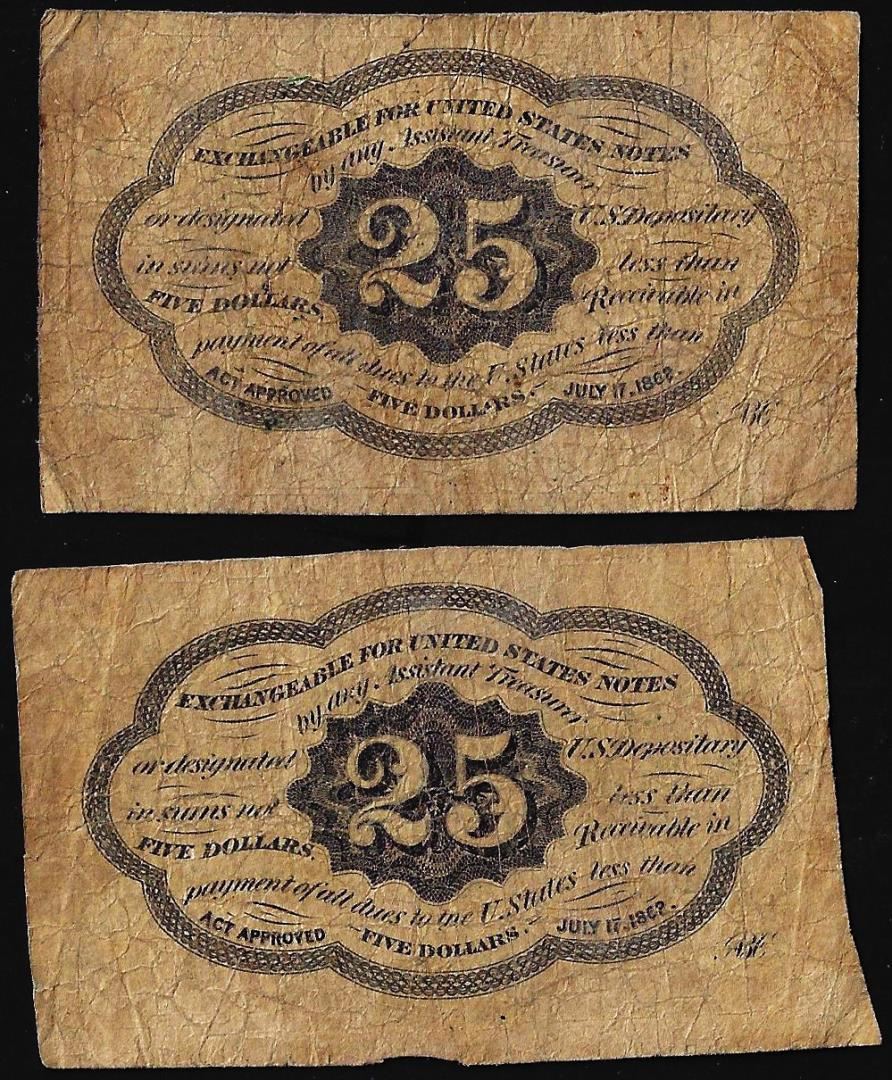 EXCHANGEABLE FOR UNITED STATES NOTES
by any Assistant Treasurer
or designated U.S. Depositary
in sums not less than
FIVE DOLLARS. Receivable in
payment of all dues to the U. States less than
FIVE DOLLARS.
ACT APPROVED JULY 17. 1862.
25
ABC
EXCHANGEABLE FOR UNITED STATES NOTES
by any Assistant Treasurer
or designated U.S. Depositary
in sums not less than
FIVE DOLLARS. Receivable in
payment of all dues to the U. States less than
FIVE DOLLARS.
ACT APPROVED JULY 17. 1862.
25
ABC